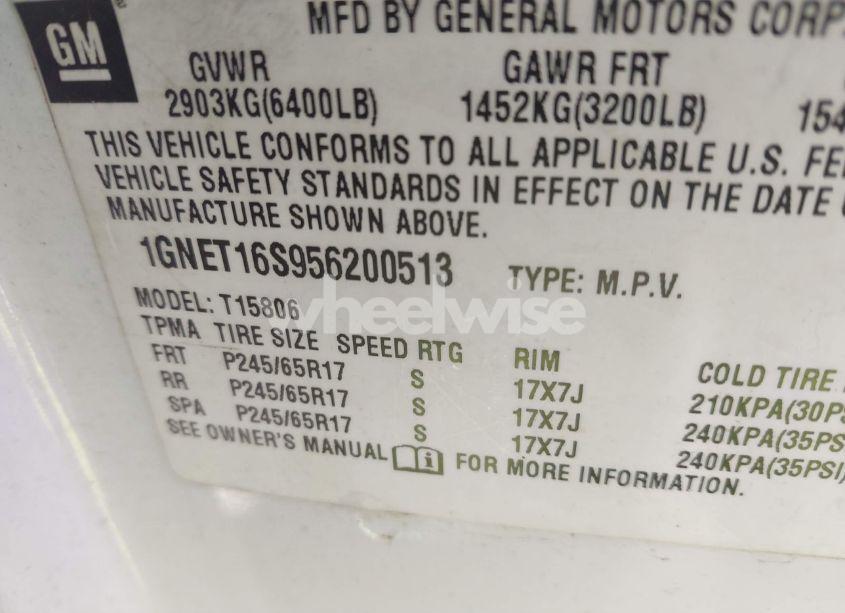 GM
MFD BY GENERAL MOTORS CORP
GVWR GAWR FRT
2903KG(6400LB) 1452KG(3200LB) 154
THIS VEHICLE CONFORMS TO ALL APPLICABLE U.S. FE
VEHICLE SAFETY STANDARDS IN EFFECT ON THE DATE
MANUFACTURE SHOWN ABOVE.
1GNET16S956200513 TYPE: M.P.V.
MODEL: T15806
wheelwise
TPMA TIRE SIZE SPEED RTG RIM COLD TIRE
FRT P245/65R17 S 17X7J 210KPA(30PS
RR P245/65R17 S 17X7J 240KPA(35PS
SPA P245/65R17 S 17X7J 240KPA(35PSI)
SEE OWNER'S MANUAL i FOR MORE INFORMATION.